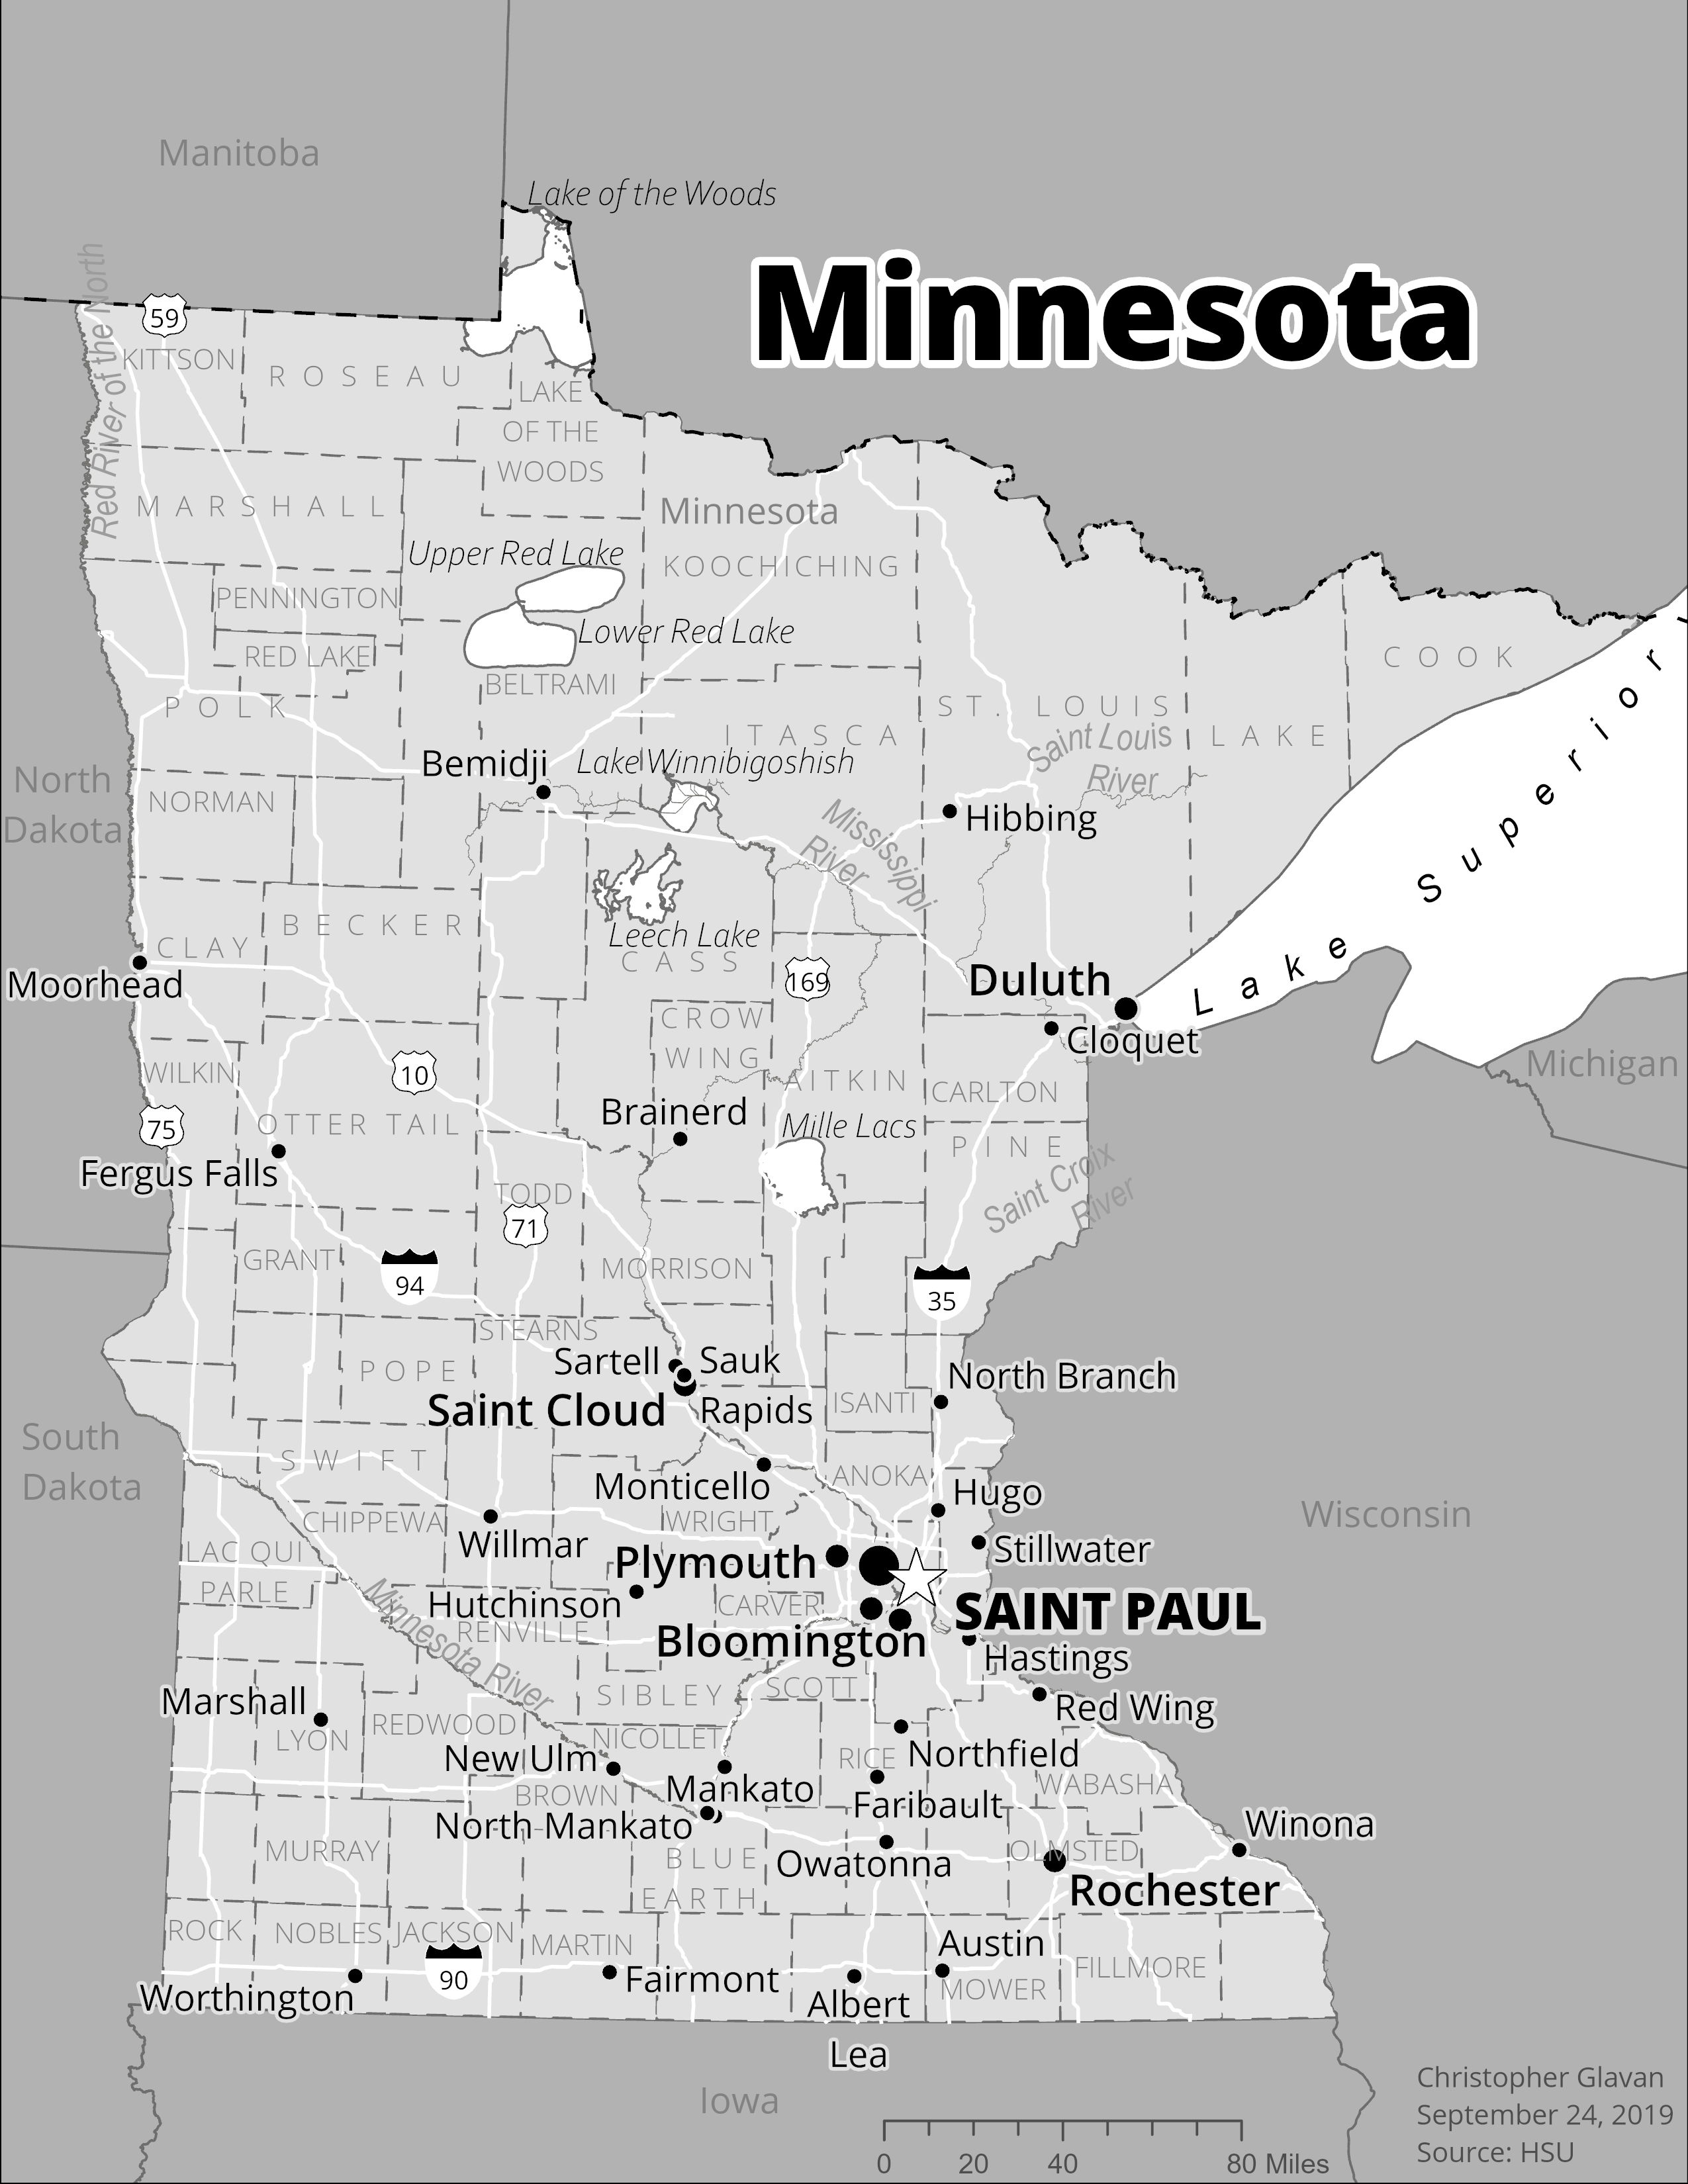 Manitoba
Lake of the Woods
Minnesota
Red River of the North
59
KITTSON
ROSEAU
LAKE
OF THE
WOODS
MARSHALL
Minnesota
Upper Red Lake
KOOCHICHING
PENNINGTON
Lower Red Lake
RED LAKE
BELTRAMI
COOK
POLK
ST. LOUIS
ITASCA
LAKE
Saint Louis
River
Bemidji
Lake Winnibigoshish
North
Dakota
NORMAN
Hibbing
Mississippi
River
Lake Superior
BECKER
CLAY
Leech Lake
CASS
Moorhead
169
Duluth
Cloquet
CROW
WING
Michigan
WILKIN
10
AITKIN
CARLTON
75
OTTER TAIL
Brainerd
Mille Lacs
PINE
Fergus Falls
Saint Croix
River
TODD
71
GRANT
94
MORRISON
35
STEARNS
POPE
Sartell
Sauk
Rapids
North Branch
Saint Cloud
ISANTI
South
Dakota
SWIFT
Monticello
ANOKA
Hugo
CHIPPEWA
Willmar
WRIGHT
Wisconsin
LAC QUI
PARLE
Plymouth
Stillwater
Hutchinson
CARVER
SAINT PAUL
RENVILLE
Minnesota River
Bloomington
Hastings
SIBLEY
SCOTT
Marshall
LYON
REDWOOD
Red Wing
NICOLLET
New Ulm
RICE
Northfield
BROWN
Mankato
WABASHA
North Mankato
Faribault
Winona
MURRAY
BLUE
EARTH
Owatonna
OLMSTED
Rochester
ROCK
NOBLES
JACKSON
MARTIN
Austin
90
Fairmont
MOWER
FILLMORE
Worthington
Albert
Lea
Iowa
Christopher Glavan
September 24, 2019
Source: HSU
0 20 40 80 Miles